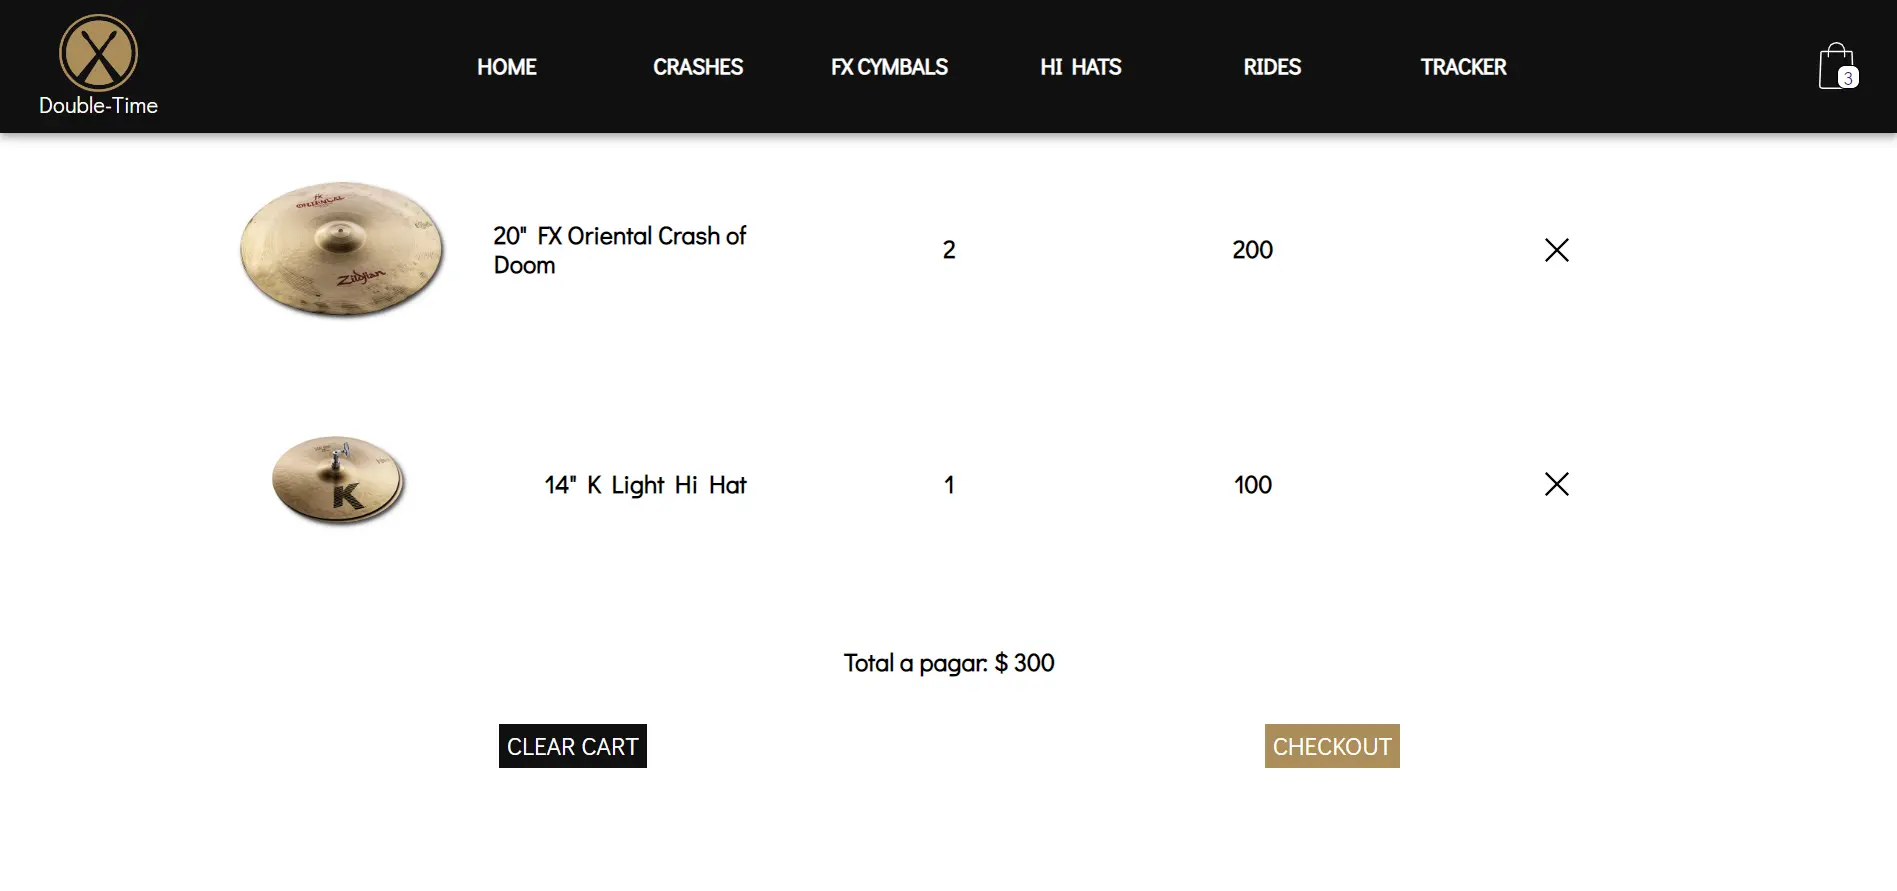 Double-Time
HOME
CRASHES
FX CYMBALS
HI HATS
RIDES
TRACKER
3
ORIENTAL
Zildjian
20" FX Oriental Crash of
Doom
2
200
K
14" K Light Hi Hat
1
100
Total a pagar: $ 300
CLEAR CART
CHECKOUT